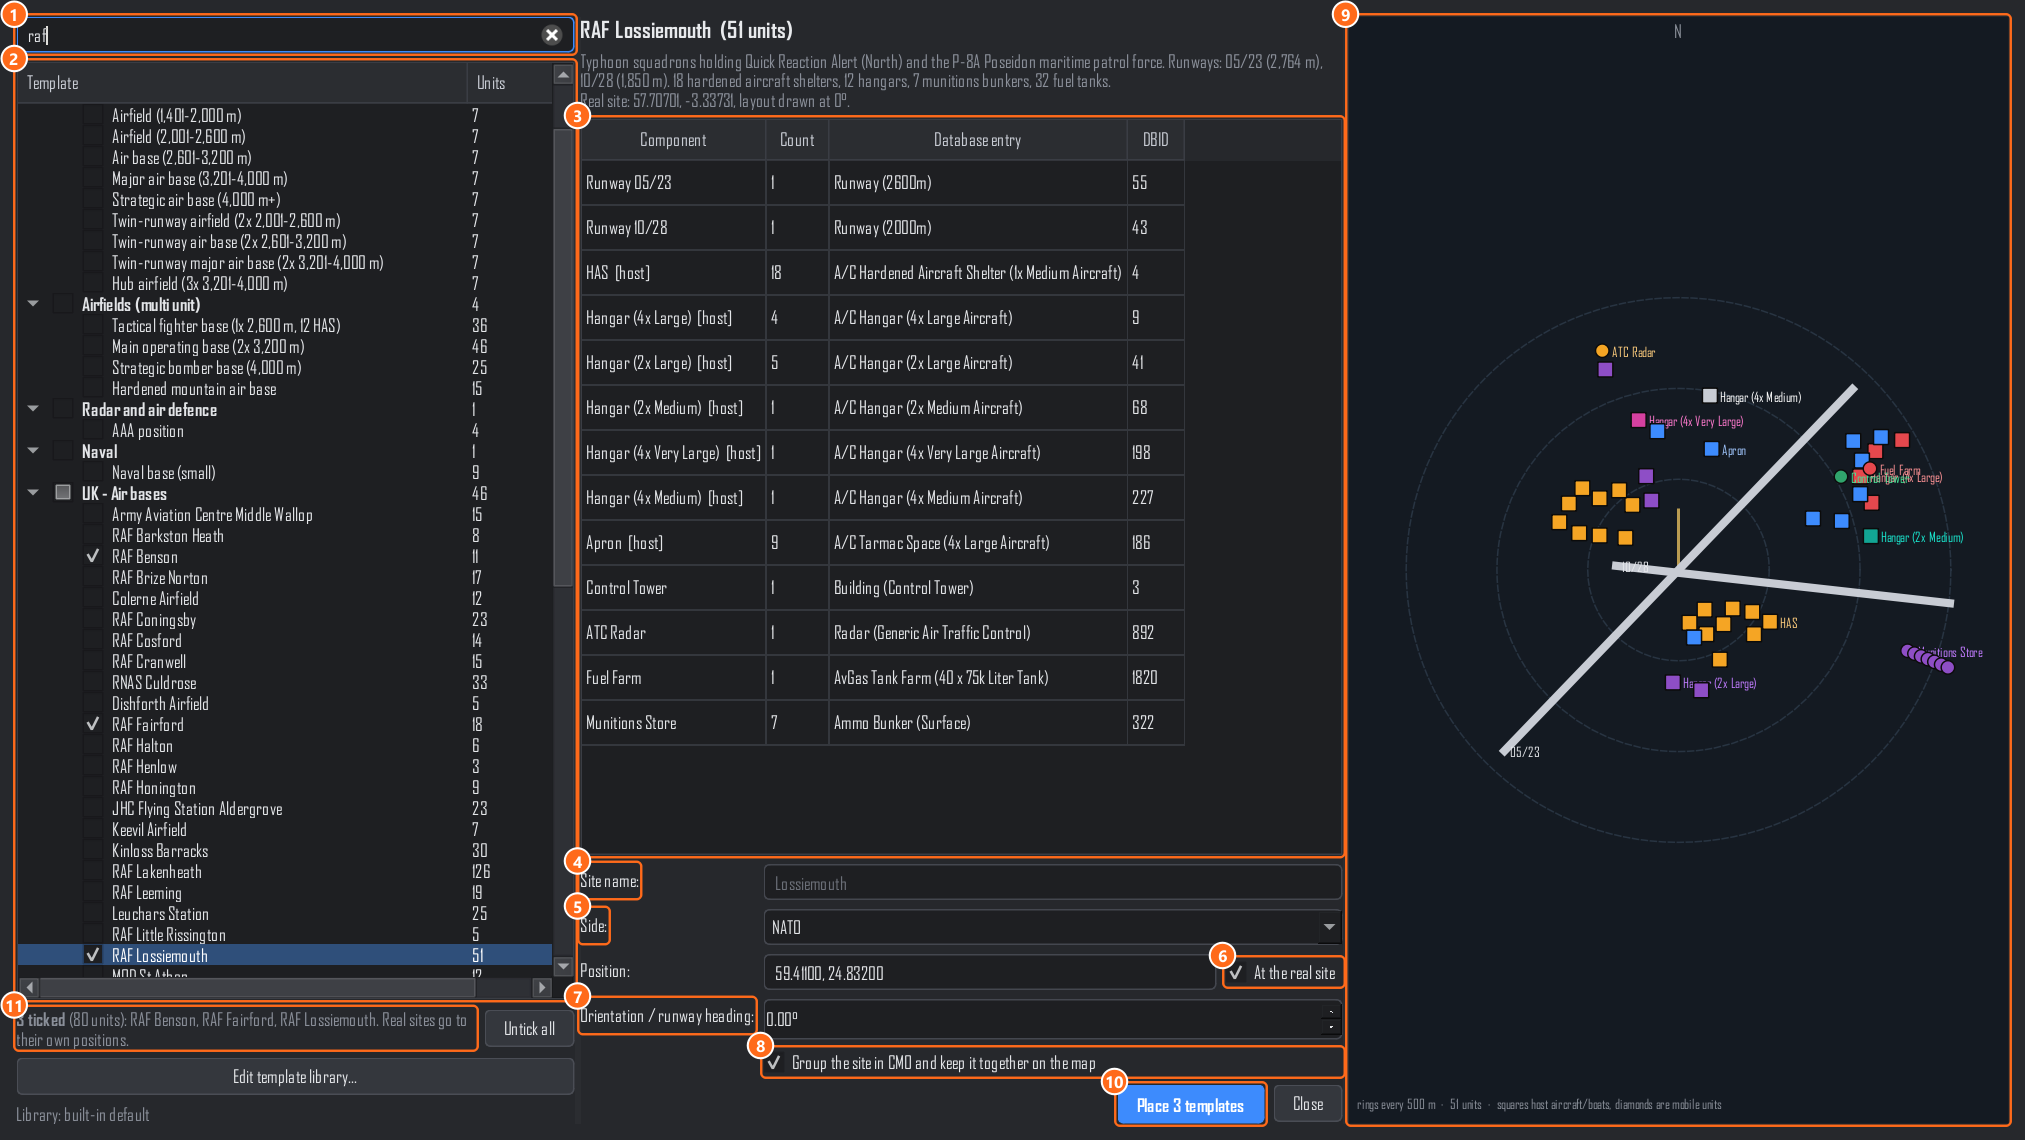 1
raf
2
Template
Units
Airfield (1,401-2,000 m) 7
Airfield (2,001-2,600 m) 7
Air base (2,601-3,200 m) 7
Major air base (3,201-4,000 m) 7
Strategic air base (4,000 m+) 7
Twin-runway airfield (2x 2,001-2,600 m) 7
Twin-runway air base (2x 2,601-3,200 m) 7
Twin-runway major air base (2x 3,201-4,000 m) 7
Hub airfield (3x 3,201-4,000 m) 7
Airfields (multi unit) 4
Tactical fighter base (1x 2,600 m, 12 HAS) 36
Main operating base (2x 3,200 m) 46
Strategic bomber base (4,000 m) 25
Hardened mountain air base 15
Radar and air defence 1
AAA position 4
Naval 1
Naval base (small) 9
UK - Air bases 46
Army Aviation Centre Middle Wallop 15
RAF Barkston Heath 8
RAF Benson 11
RAF Brize Norton 17
Colerne Airfield 12
RAF Coningsby 23
RAF Cosford 14
RAF Cranwell 15
RNAS Culdrose 33
Dishforth Airfield 5
RAF Fairford 18
RAF Halton 6
RAF Henlow 3
RAF Honington 9
JHC Flying Station Aldergrove 23
Keevil Airfield 7
Kinloss Barracks 30
RAF Lakenheath 126
RAF Leeming 19
Leuchars Station 25
RAF Little Rissington 5
RAF Lossiemouth 51
MOD St Athan 12
11
3 ticked (80 units): RAF Benson, RAF Fairford, RAF Lossiemouth. Real sites go to
their own positions.
Untick all
Edit template library...
Library: built-in default
RAF Lossiemouth (51 units)
Typhoon squadrons holding Quick Reaction Alert (North) and the P-8A Poseidon maritime patrol force. Runways: 05/23 (2,764 m),
10/28 (1,850 m). 18 hardened aircraft shelters, 12 hangars, 7 munitions bunkers, 32 fuel tanks.
Real site: 57.70701, -3.33731, layout drawn at 0°.
3
Component Count Database entry DBID
Runway 05/23 1 Runway (2600m) 55
Runway 10/28 1 Runway (2000m) 43
HAS [host] 18 A/C Hardened Aircraft Shelter (1x Medium Aircraft) 4
Hangar (4x Large) [host] 4 A/C Hangar (4x Large Aircraft) 9
Hangar (2x Large) [host] 5 A/C Hangar (2x Large Aircraft) 41
Hangar (2x Medium) [host] 1 A/C Hangar (2x Medium Aircraft) 68
Hangar (4x Very Large) [host] 1 A/C Hangar (4x Very Large Aircraft) 198
Hangar (4x Medium) [host] 1 A/C Hangar (4x Medium Aircraft) 227
Apron [host] 9 A/C Tarmac Space (4x Large Aircraft) 186
Control Tower 1 Building (Control Tower) 3
ATC Radar 1 Radar (Generic Air Traffic Control) 892
Fuel Farm 1 AvGas Tank Farm (40 x 75k Liter Tank) 1820
Munitions Store 7 Ammo Bunker (Surface) 322
4
Site name: Lossiemouth
5
Side: NATO
6
Position: 59.41100, 24.83200 At the real site
7
Orientation / runway heading: 0.00°
8
Group the site in CMO and keep it together on the map
10
Place 3 templates
Close
9
N
ATC Radar
Hangar (4x Medium)
Hangar (4x Very Large)
Apron
Fuel Farm
Large)
Hangar (2x Medium)
10/28
HAS
Munitions Store
Hangar (2x Large)
05/23
rings every 500 m · 51 units · squares host aircraft/boats, diamonds are mobile units